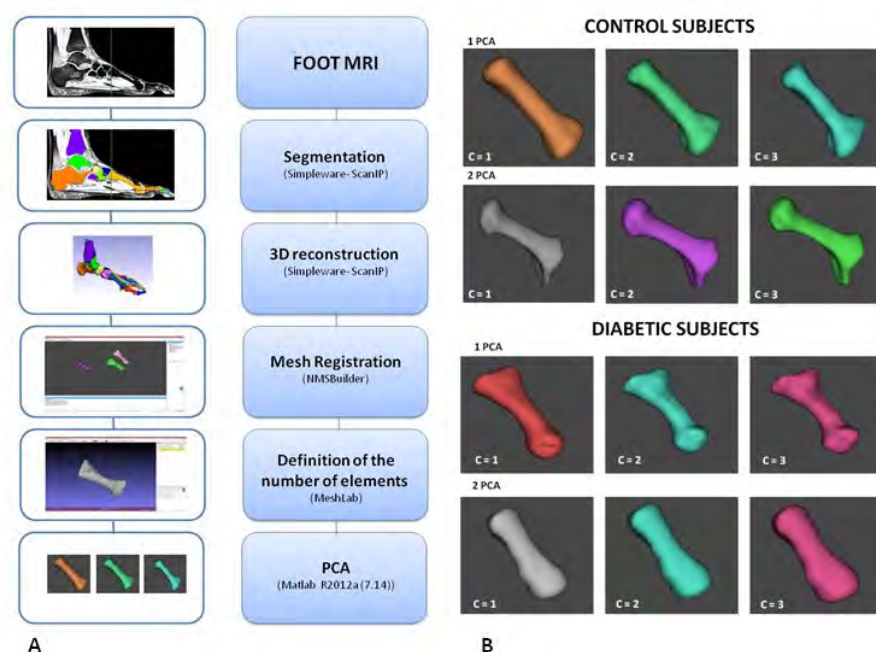 FOOT MRI
Segmentation
(Simpleware-ScanIP)
3D reconstruction
(Simpleware-ScanIP)
Mesh Registration
(NMSBuilder)
Definition of the
number of elements
(MeshLab)
PCA
(Matlab R2012a (7.14))
A
CONTROL SUBJECTS
1 PCA
C = 1
C = 2
C = 3
2 PCA
C = 1
C = 2
C = 3
DIABETIC SUBJECTS
1 PCA
C = 1
C = 2
C = 3
2 PCA
C = 1
C = 2
C = 3
B